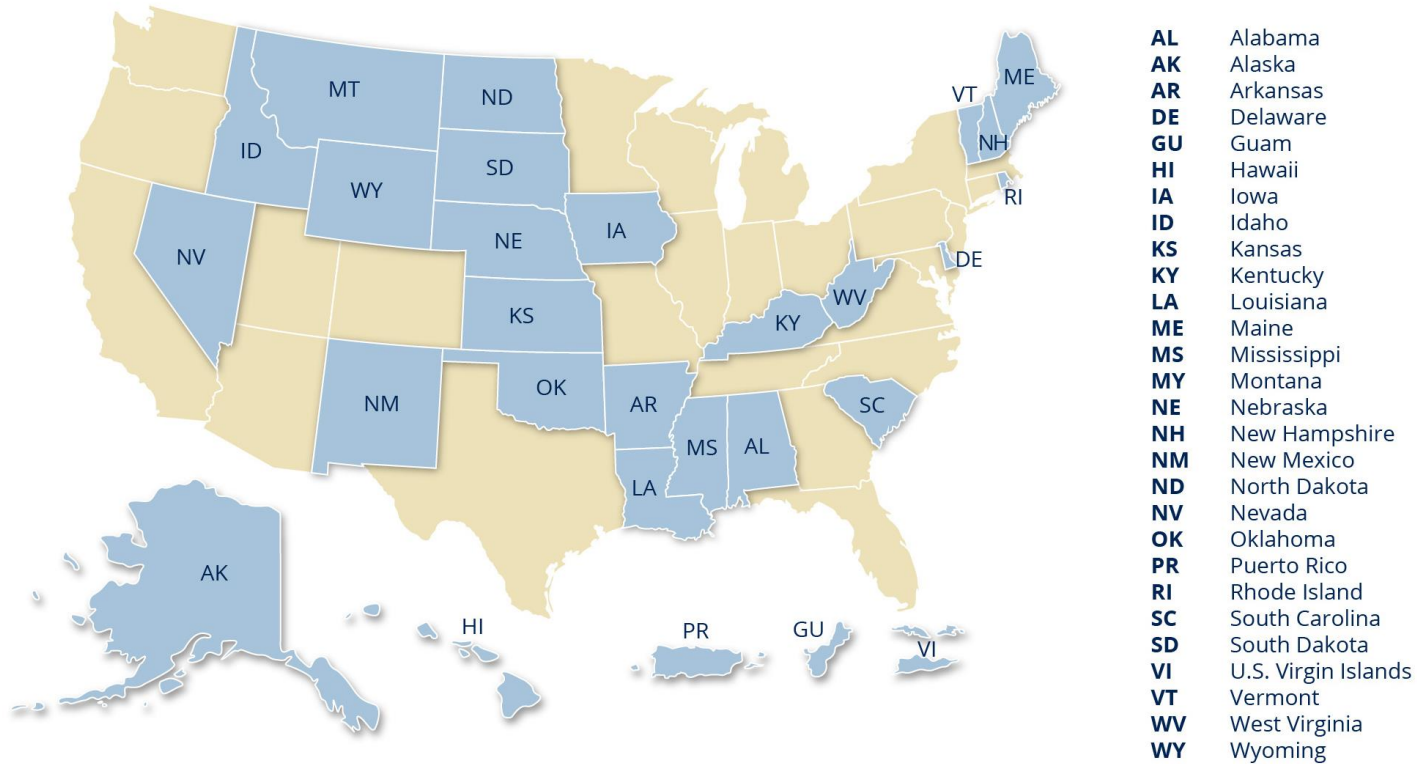 MT
ND
ID
SD
WY
NV
NE
IA
KS
NM
OK
AR
KY
WV
SC
MS
AL
LA
VT
ME
NH
RI
DE
AK
HI
PR
GU
VI
AL Alabama
AK Alaska
AR Arkansas
DE Delaware
GU Guam
HI Hawaii
IA Iowa
ID Idaho
KS Kansas
KY Kentucky
LA Louisiana
ME Maine
MS Mississippi
MY Montana
NE Nebraska
NH New Hampshire
NM New Mexico
ND North Dakota
NV Nevada
OK Oklahoma
PR Puerto Rico
RI Rhode Island
SC South Carolina
SD South Dakota
VI U.S. Virgin Islands
VT Vermont
WV West Virginia
WY Wyoming